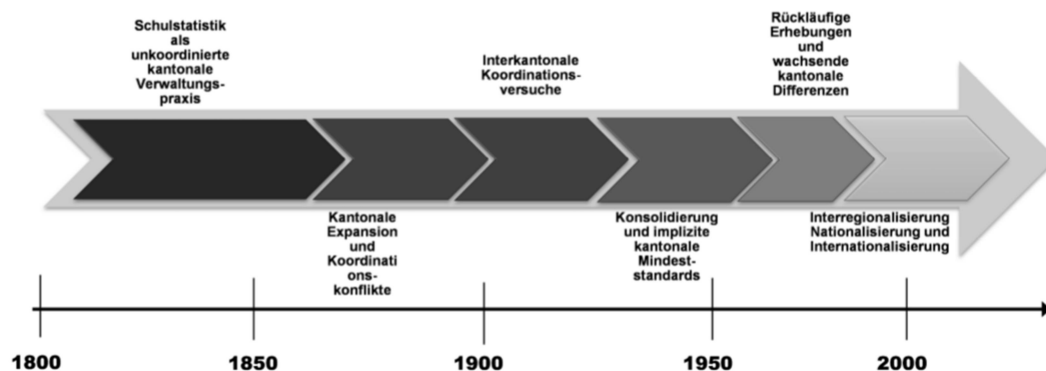 Schulstatistik
als
unkoordinierte
kantonale
Verwaltungs-
praxis
Interkantonale
Koordinations-
versuche
Rückläufige
Erhebungen
und
wachsende
kantonale
Differenzen
Kantonale
Expansion
und
Koordinati
ons-
konflikte
Konsolidierung
und implizite
kantonale
Mindest-
standards
Interregionalisierung
Nationalisierung und
Internationalisierung
1800
1850
1900
1950
2000